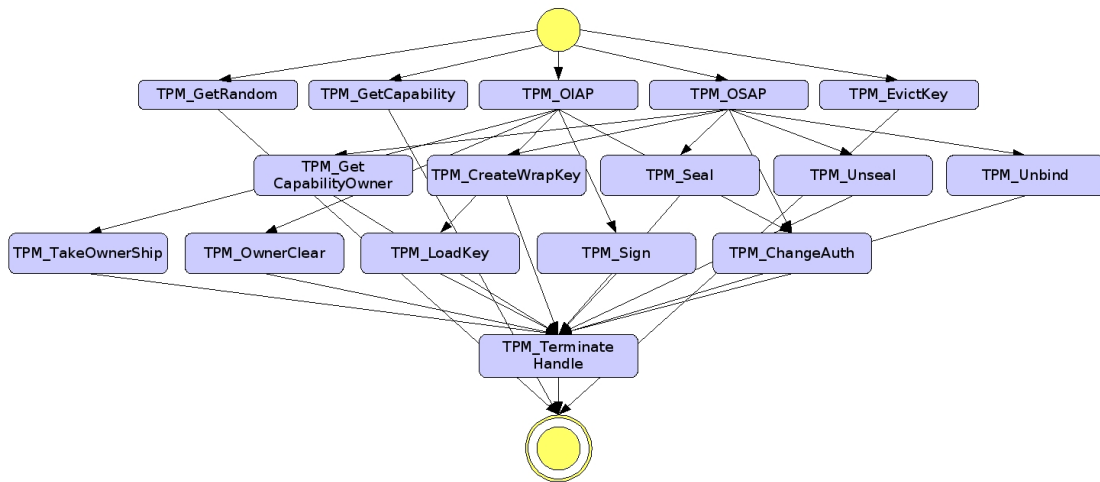 TPM_GetRandom
TPM_GetCapability
TPM_OIAP
TPM_OSAP
TPM_EvictKey
TPM_Get
CapabilityOwner
TPM_CreateWrapKey
TPM_Seal
TPM_Unseal
TPM_Unbind
TPM_TakeOwnerShip
TPM_OwnerClear
TPM_LoadKey
TPM_Sign
TPM_ChangeAuth
TPM_Terminate
Handle